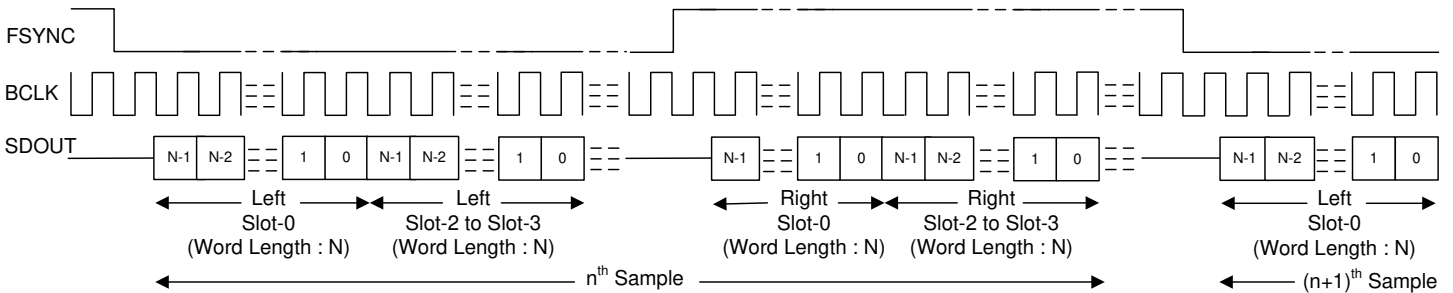 FSYNC
BCLK
SDOUT
N-1 N-2 1 0 N-1 N-2 1 0 N-1 1 0 N-1 N-2 1 0 N-1 N-2 1 0
Left Left Right Right Left
Slot-0 Slot-2 to Slot-3 Slot-0 Slot-2 to Slot-3 Slot-0
(Word Length : N) (Word Length : N) (Word Length : N) (Word Length : N) (Word Length : N)
nth Sample (n+1)th Sample